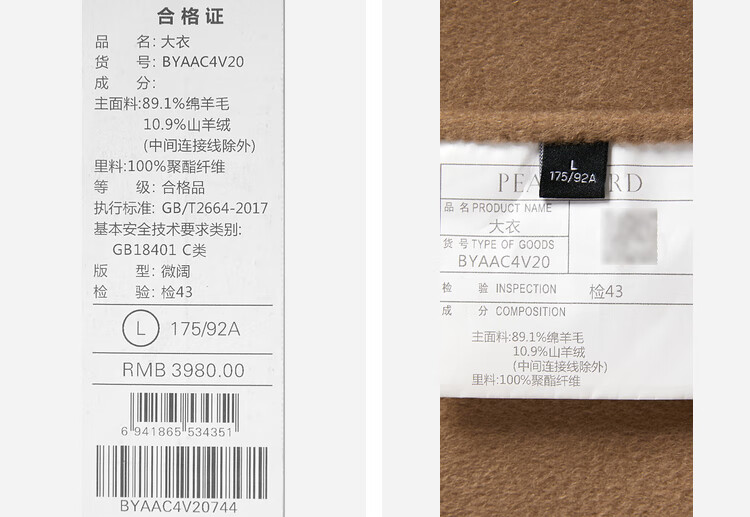 合格证
品 名: 大衣
货 号: BYAAC4V20
成 分:
主面料:89.1%绵羊毛
10.9%山羊绒
(中间连接线除外)
里料:100%聚酯纤维
等 级: 合格品
执行标准: GB/T2664-2017
基本安全技术要求类别:
GB18401 C类
版 型: 微阔
检 验: 检43
L 175/92A
RMB 3980.00
6 941865 534351
BYAAC4V20744
L
175/92A
品 名 PRODUCT NAME
大衣
货 号 TYPE OF GOODS
BYAAC4V20
检 验 INSPECTION 检43
成 分 COMPOSITION
主面料:89.1%绵羊毛
10.9%山羊绒
(中间连接线除外)
里料:100%聚酯纤维